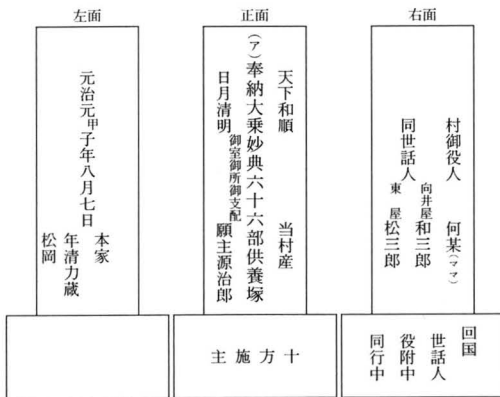 右面
村御役人　何某（ママ）
向井屋和三郎
同世話人
東　屋松三郎
回国
世話人
役附中
同行中
正面
天下和順　当村産
（ア）奉納大乗妙典六十六部供養塚
御室御所御支配
日月清明　願主源治郎
十方施主
左面
元治元甲子年八月七日
本家
年清力蔵
松岡